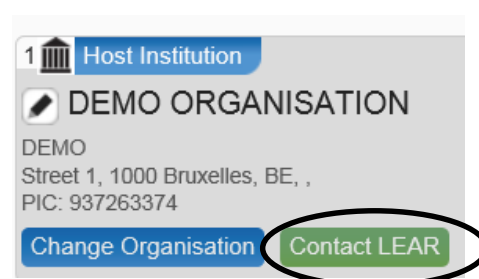 1 Host Institution
DEMO ORGANISATION
DEMO
Street 1, 1000 Bruxelles, BE, ,
PIC: 937263374
Change Organisation Contact LEAR